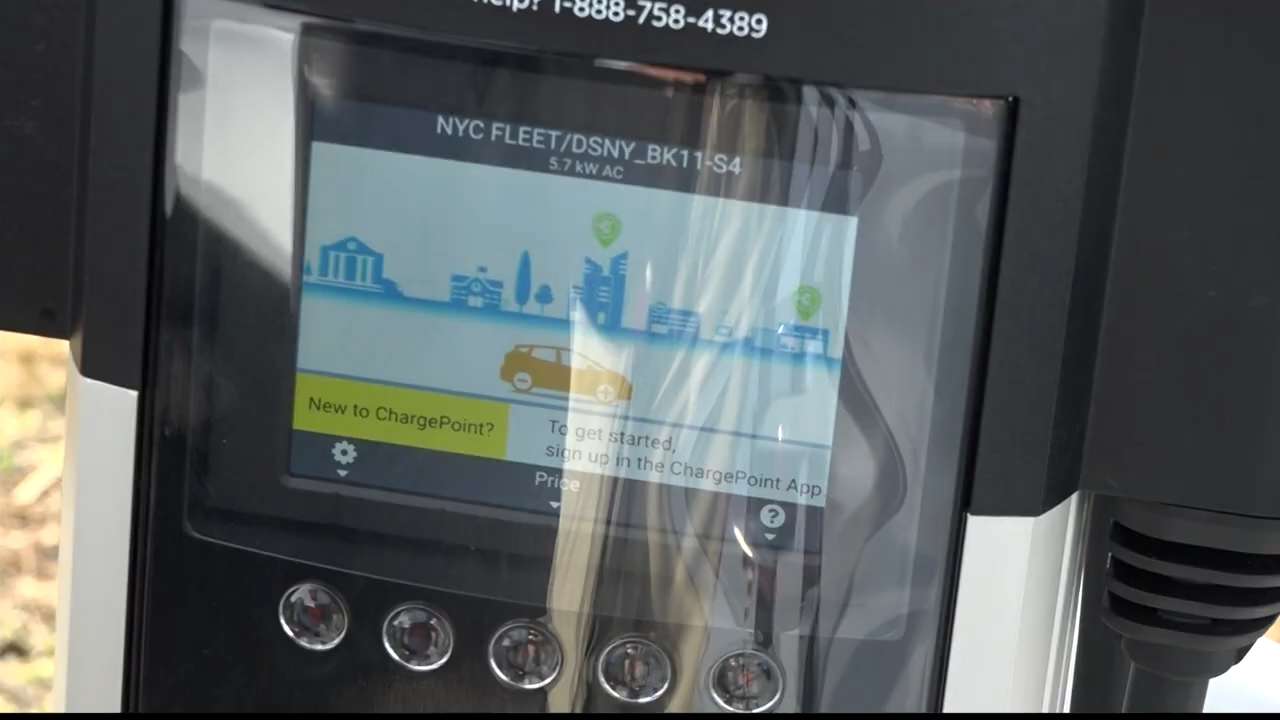 help? 1-888-758-4389
NYC FLEET/DSNY_BK11-S4
5.7 kW AC
New to ChargePoint?
To get started,
sign up in the ChargePoint App
Price
?